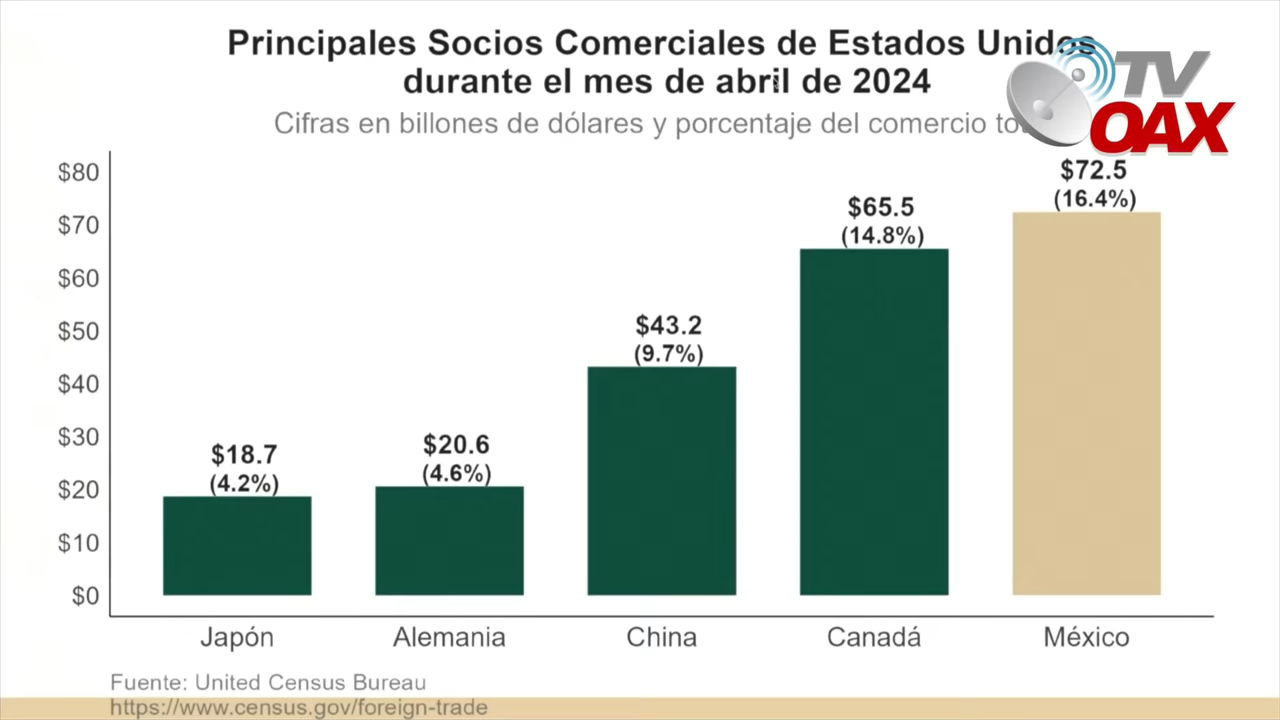 Principales Socios Comerciales de Estados Unidos
durante el mes de abril de 2024
Cifras en billones de dólares y porcentaje del comercio
TV
OAX
$80
$70
$60
$50
$40
$30
$20
$10
$0
$18.7
(4.2%)
$20.6
(4.6%)
$43.2
(9.7%)
$65.5
(14.8%)
$72.5
(16.4%)
Japón
Alemania
China
Canadá
México
Fuente: United Census Bureau
https://www.census.gov/foreign-trade